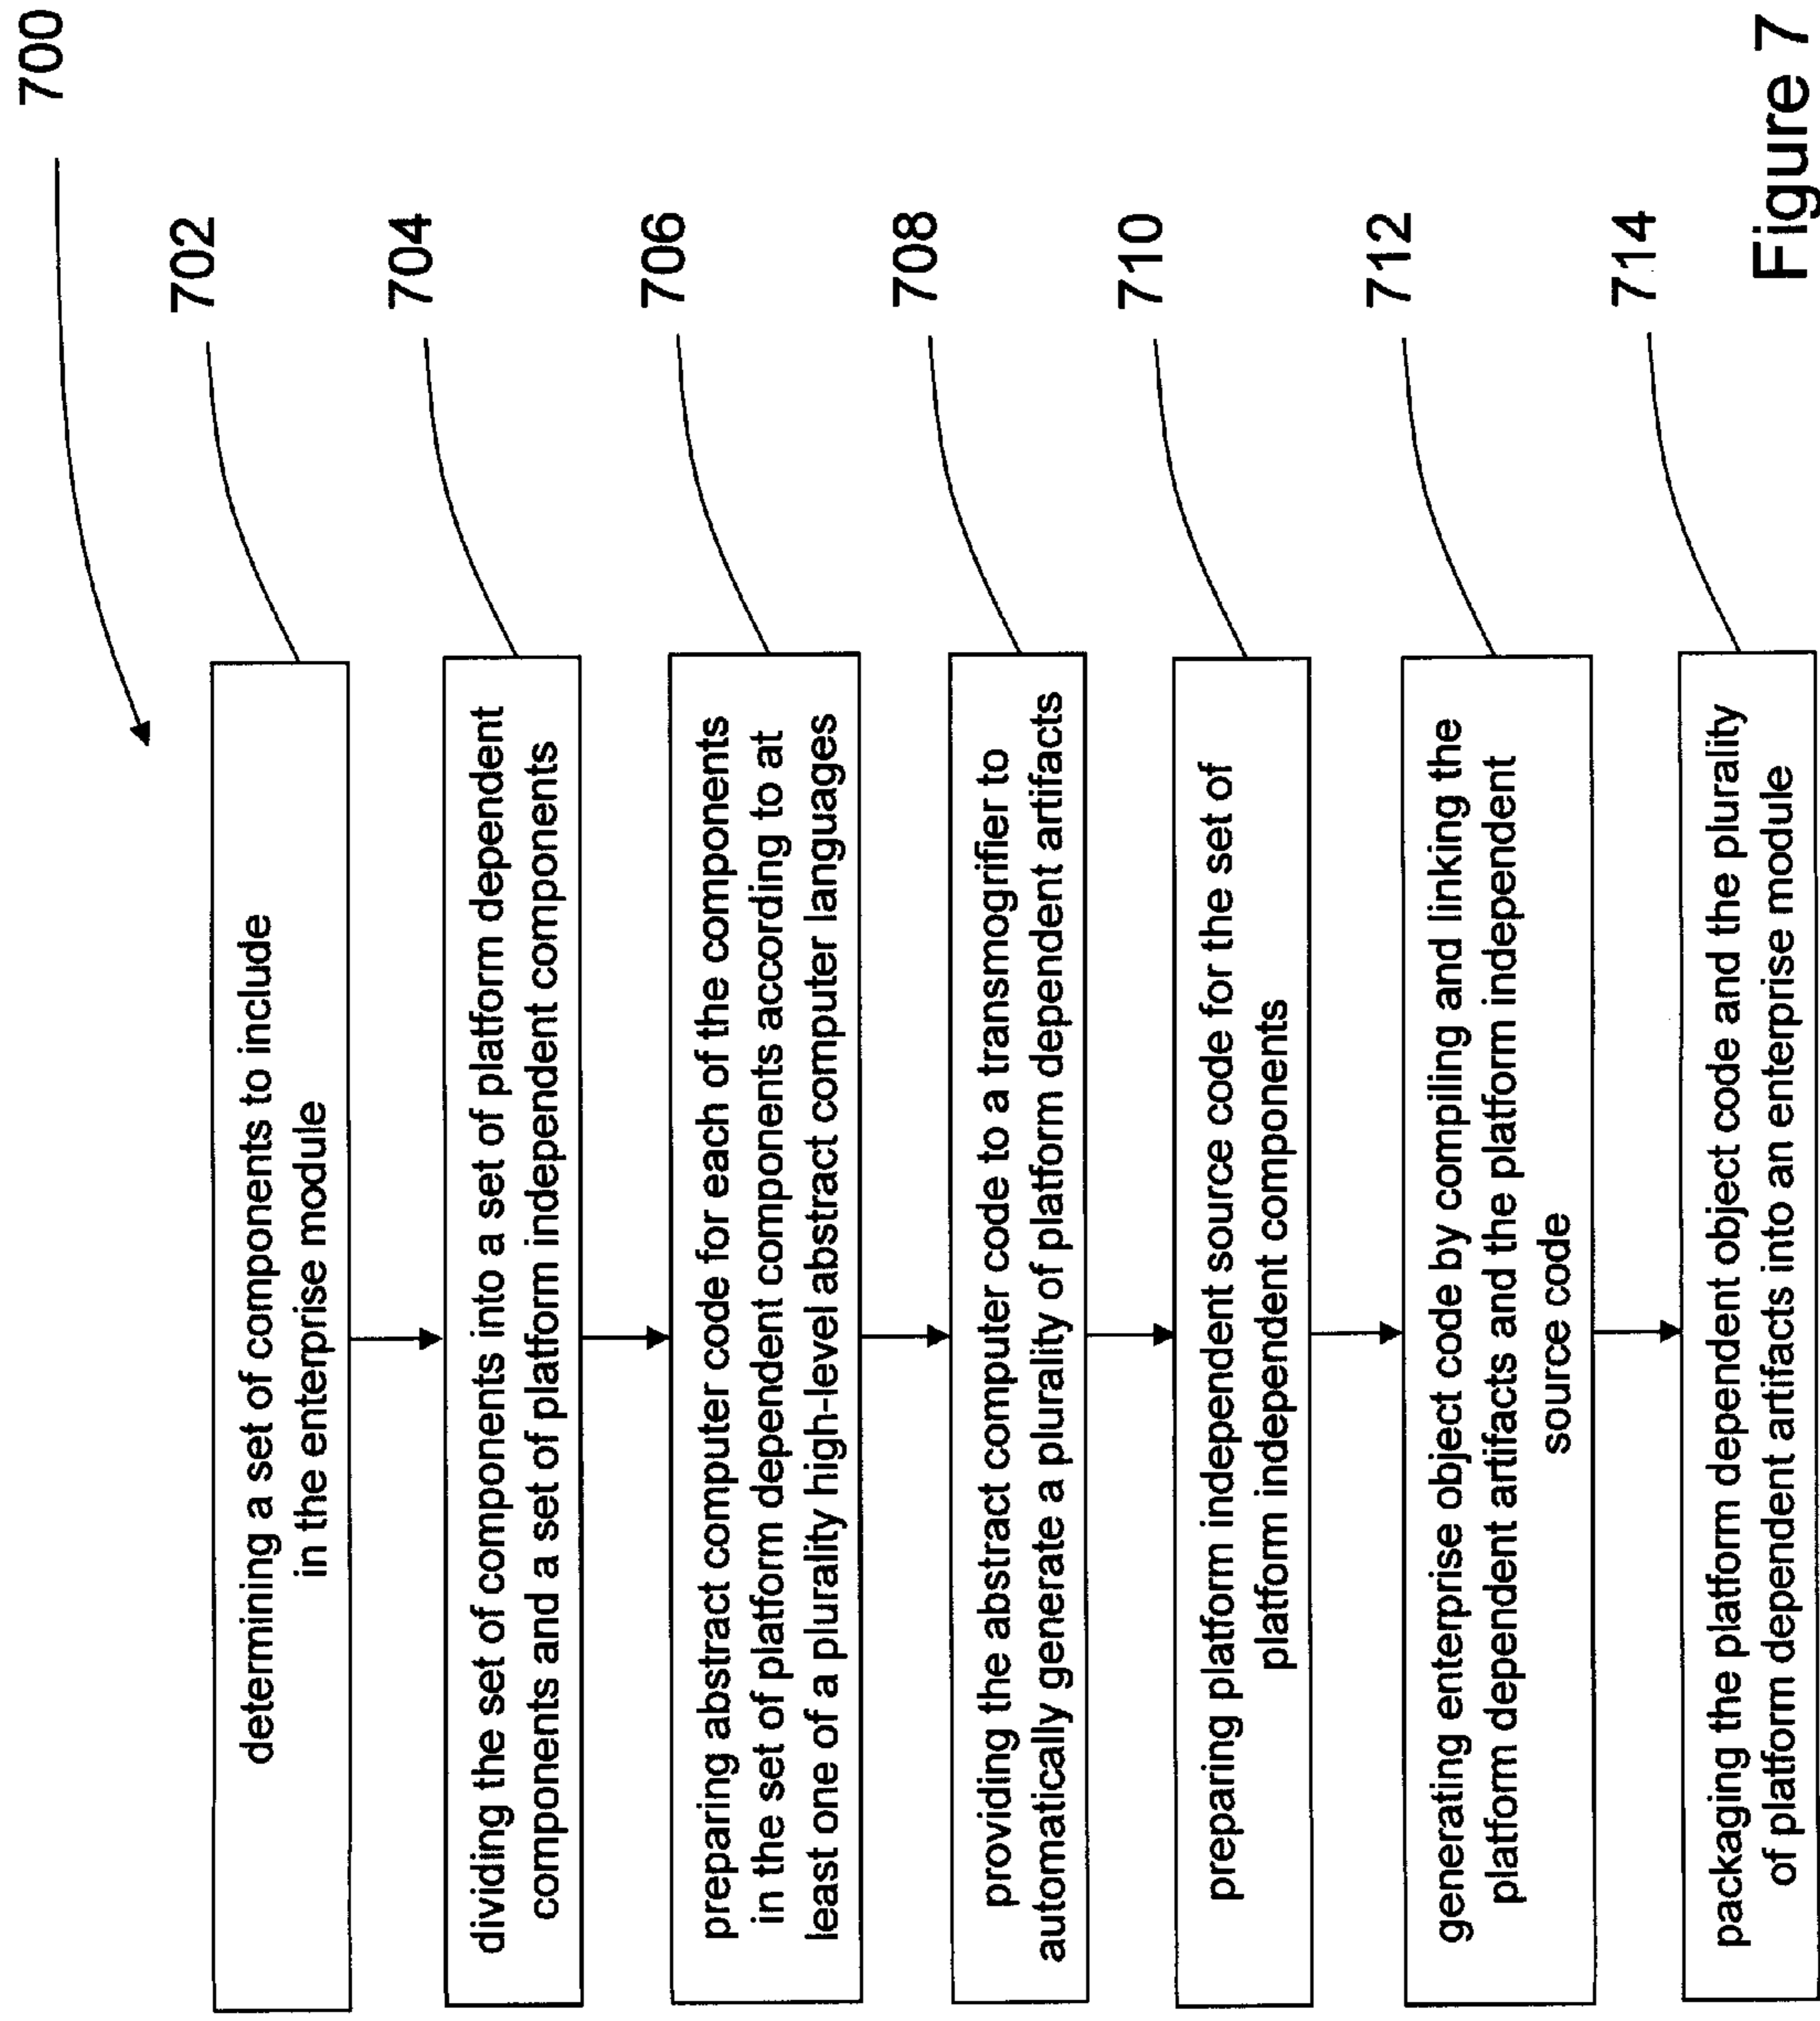 700
702
determining a set of components to include
in the enterprise module
704
dividing the set of components into a set of platform dependent
components and a set of platform independent components
706
preparing abstract computer code for each of the components
in the set of platform dependent components according to at
least one of a plurality high-level abstract computer languages
708
providing the abstract computer code to a transmogrifier to
automatically generate a plurality of platform dependent artifacts
710
preparing platform independent source code for the set of
platform independent components
712
generating enterprise object code by compiling and linking the
platform dependent artifacts and the platform independent
source code
714
packaging the platform dependent object code and the plurality
of platform dependent artifacts into an enterprise module
Figure 7